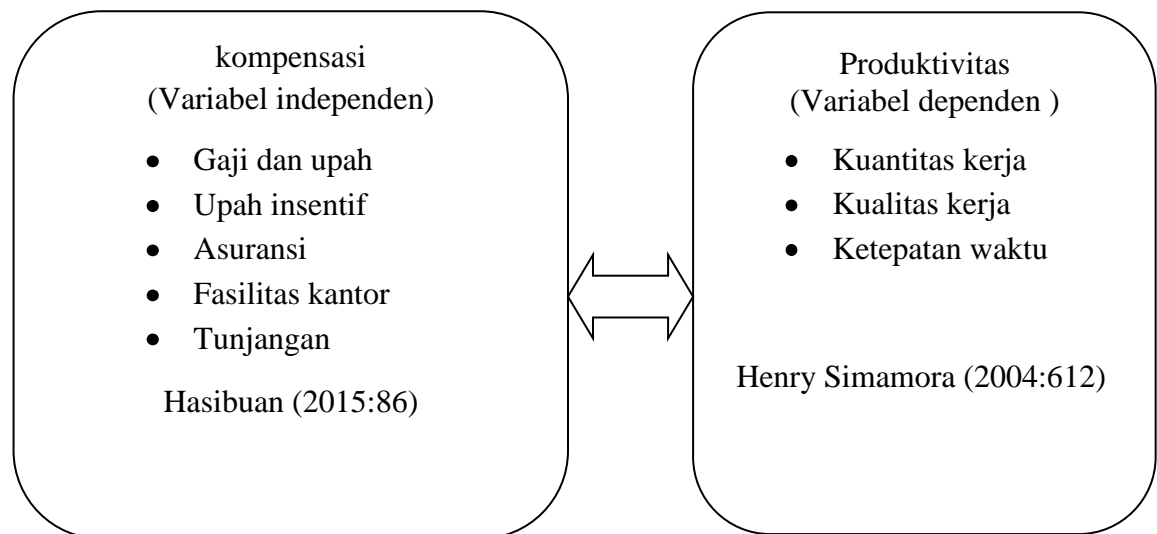 kompensasi
(Variabel independen)
• Gaji dan upah
• Upah insentif
• Asuransi
• Fasilitas kantor
• Tunjangan
Hasibuan (2015:86)
Produktivitas
(Variabel dependen )
• Kuantitas kerja
• Kualitas kerja
• Ketepatan waktu
Henry Simamora (2004:612)